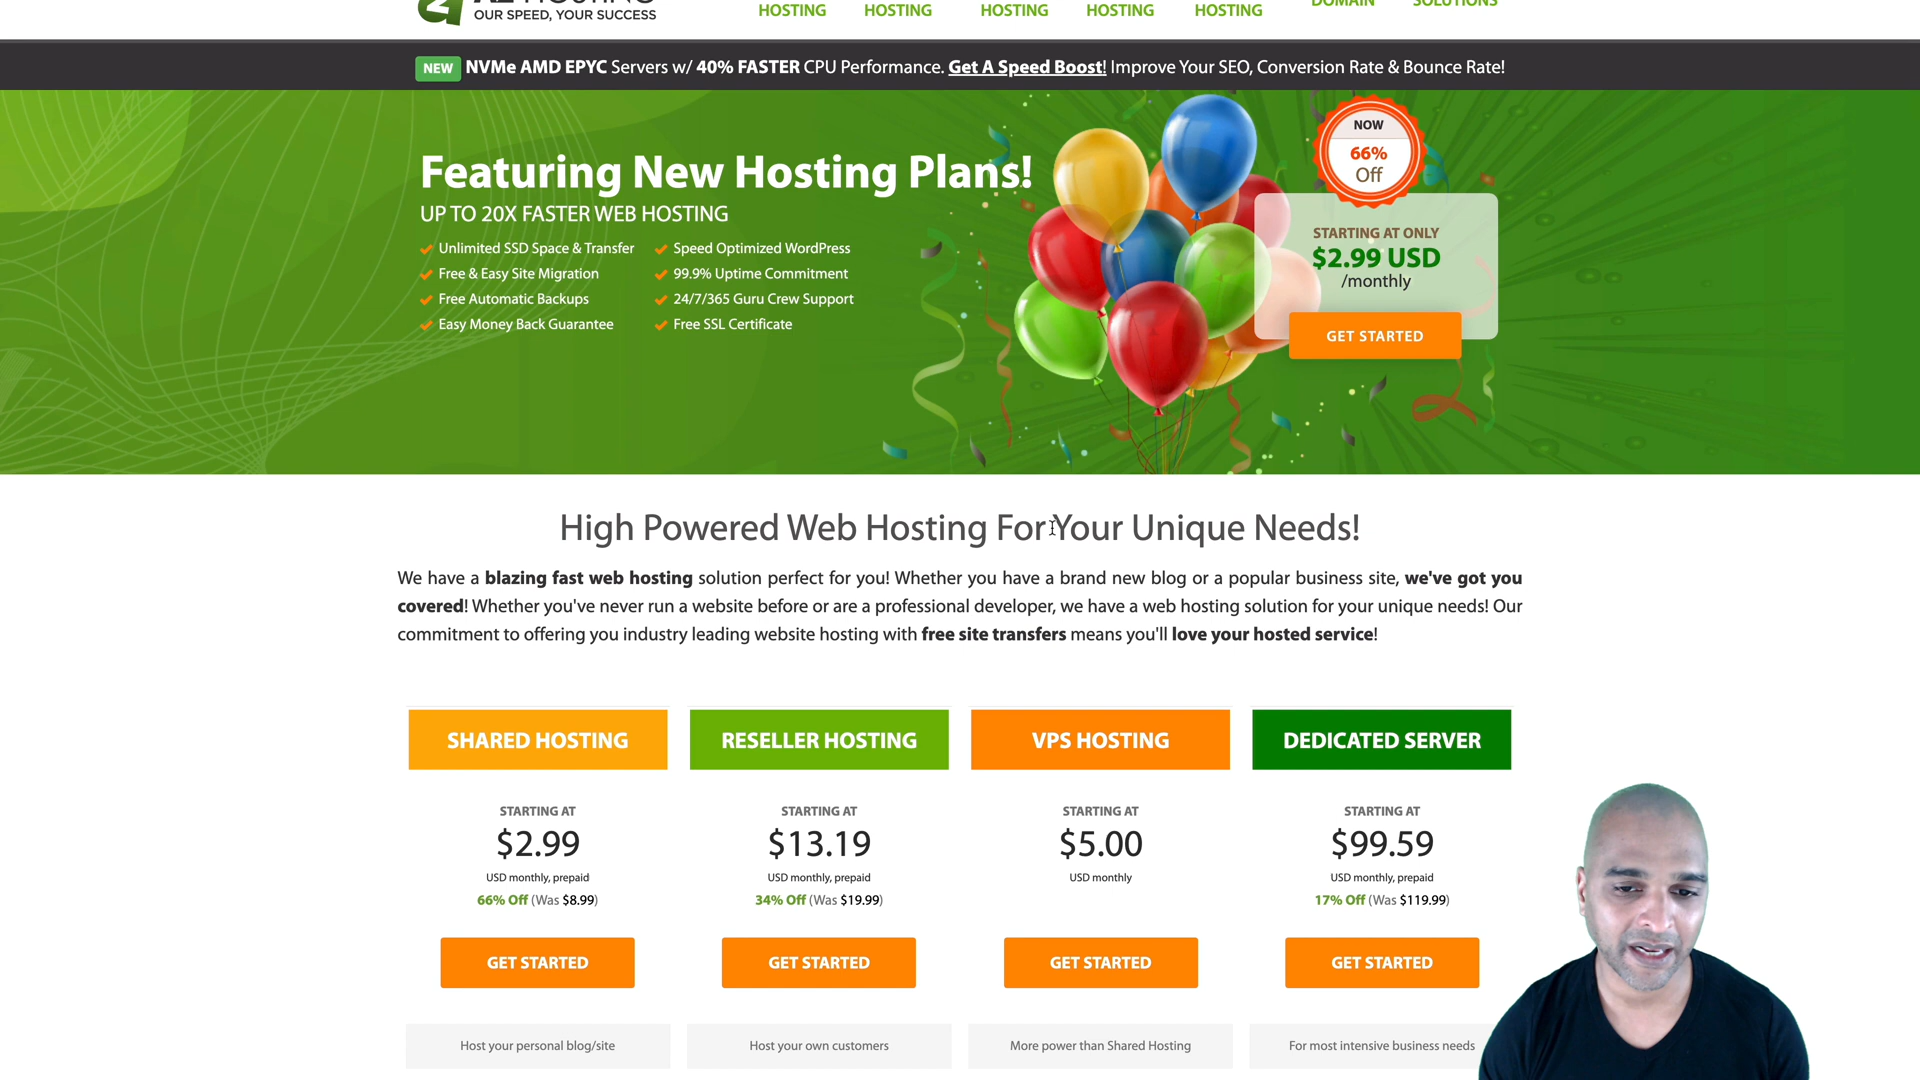 OUR SPEED, YOUR SUCCESS
HOSTING HOSTING HOSTING HOSTING HOSTING DOMAIN SOLUTIONS
NEW NVMe AMD EPYC Servers w/ 40% FASTER CPU Performance. Get A Speed Boost! Improve Your SEO, Conversion Rate & Bounce Rate!
Featuring New Hosting Plans!
UP TO 20X FASTER WEB HOSTING
Unlimited SSD Space & Transfer
Free & Easy Site Migration
Free Automatic Backups
Easy Money Back Guarantee
Speed Optimized WordPress
99.9% Uptime Commitment
24/7/365 Guru Crew Support
Free SSL Certificate
NOW
66%
Off
STARTING AT ONLY
$2.99 USD
/monthly
GET STARTED
High Powered Web Hosting For Your Unique Needs!
We have a blazing fast web hosting solution perfect for you! Whether you have a brand new blog or a popular business site, we've got you
covered! Whether you've never run a website before or are a professional developer, we have a web hosting solution for your unique needs! Our
commitment to offering you industry leading website hosting with free site transfers means you'll love your hosted service!
SHARED HOSTING
STARTING AT
$2.99
USD monthly, prepaid
66% Off (Was $8.99)
GET STARTED
Host your personal blog/site
RESELLER HOSTING
STARTING AT
$13.19
USD monthly, prepaid
34% Off (Was $19.99)
GET STARTED
Host your own customers
VPS HOSTING
STARTING AT
$5.00
USD monthly
GET STARTED
More power than Shared Hosting
DEDICATED SERVER
STARTING AT
$99.59
USD monthly, prepaid
17% Off (Was $119.99)
GET STARTED
For most intensive business needs